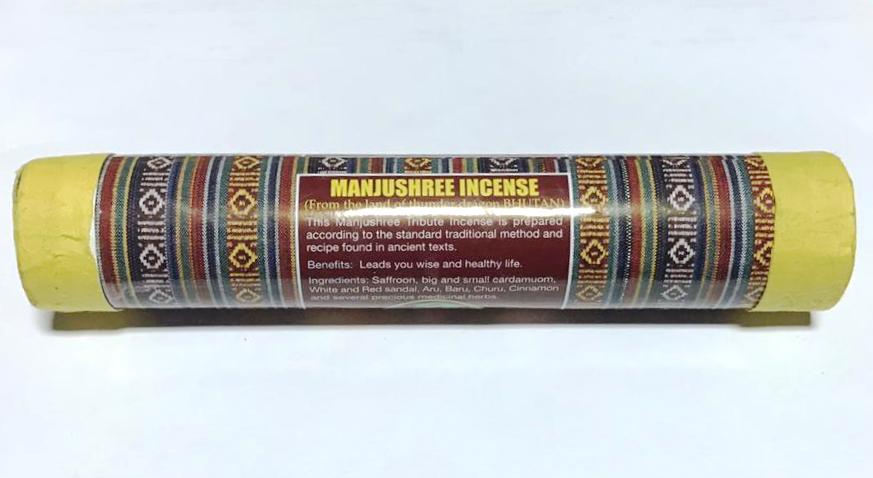 MANJUSHREE INCENSE
(From the land of thunder dragon BHUTAN)
This Manjushree Tribute Incense is prepared
according to the standard traditional method and
recipe found in ancient texts.
Benefits: Leads you wise and healthy life.
Ingredients: Saffron, big and small cardamuom,
White and Red sandal, Aru, Baru, Churu, Cinnamon
and several precious medicinal herbs.